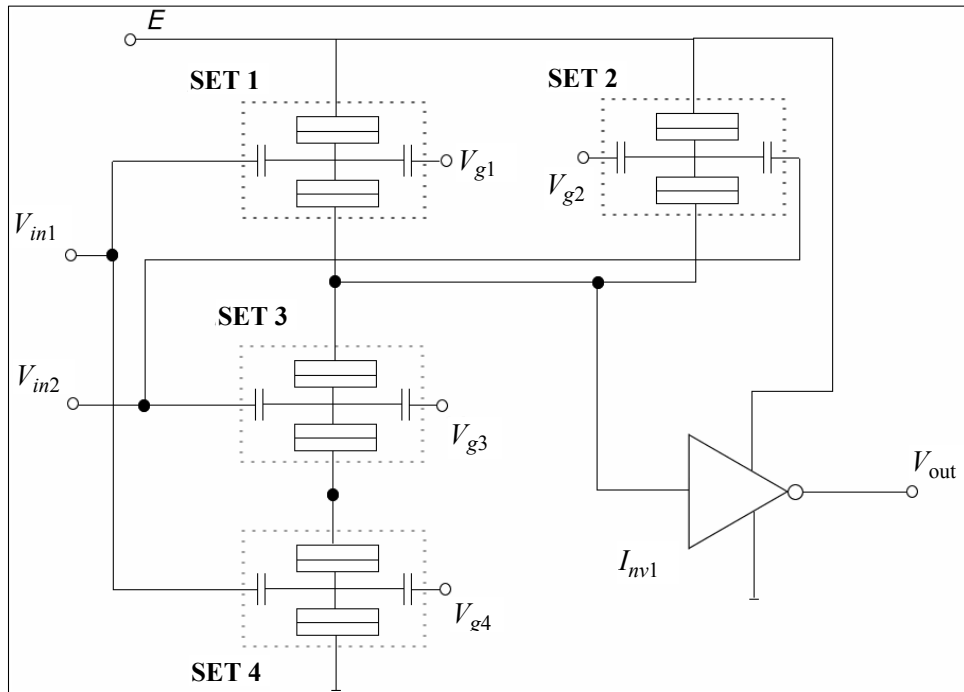 E
SET 1
SET 2
Vg1
Vg2
Vin1
SET 3
Vin2
Vg3
Vout
Inv1
Vg4
SET 4